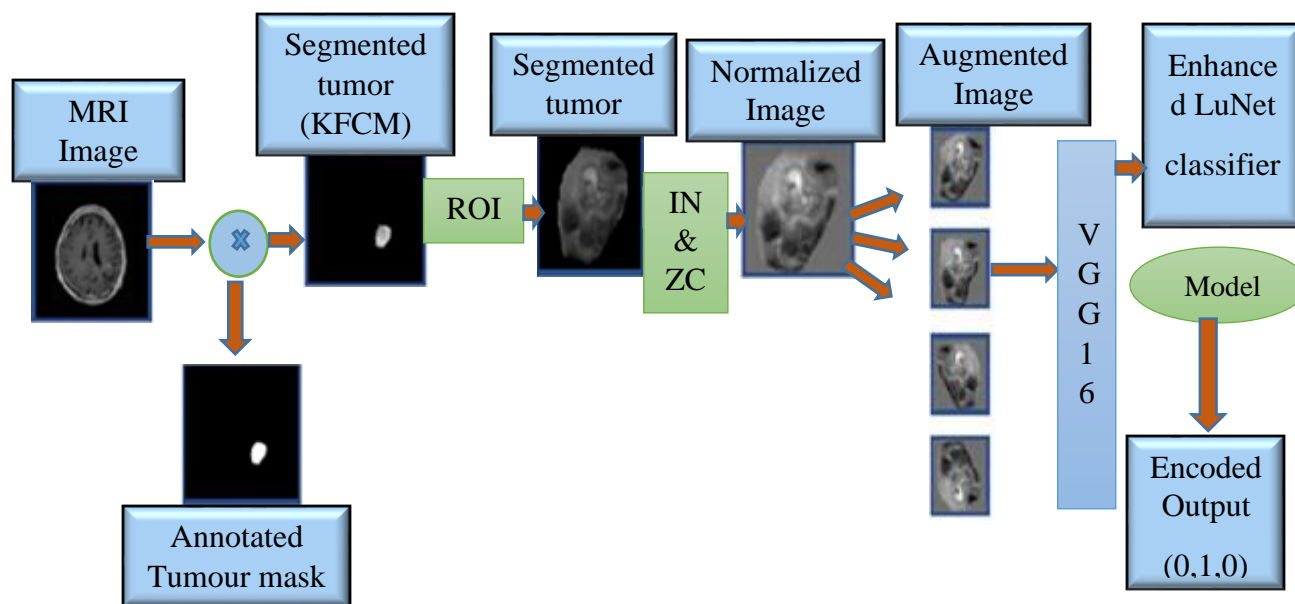 MRI
Image
Segmented
tumor
(KFCM)
ROI
Segmented
tumor
IN
&
ZC
Normalized
Image
Augmented
Image
V
G
G
1
6
Enhance
d LuNet
classifier
Model
Encoded
Output
(0,1,0)
Annotated
Tumour mask